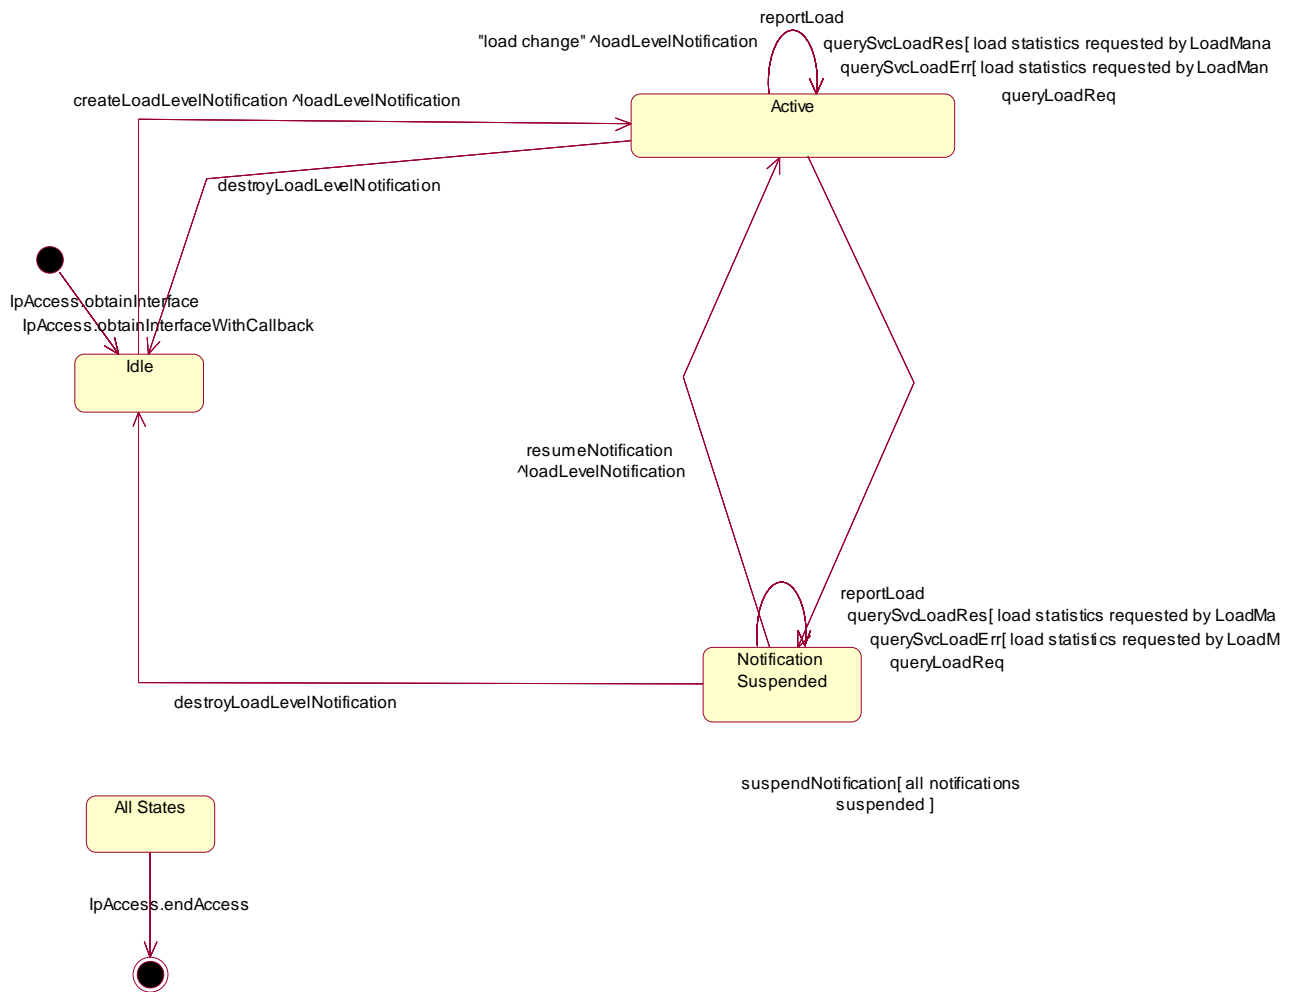 reportLoad
"load change" ^loadLevelNotification
querySvcLoadRes[ load statistics requested by LoadMana
querySvcLoadErr[ load statistics requested by LoadMan
queryLoadReq
createLoadLevelNotification ^loadLevelNotification
Active
destroyLoadLevelNotification
IpAccess.obtainInterface
IpAccess.obtainInterfaceWithCallback
Idle
resumeNotification
^loadLevelNotification
reportLoad
querySvcLoadRes[ load statistics requested by LoadMa
querySvcLoadErr[ load statistics requested by LoadM
queryLoadReq
Notification
Suspended
destroyLoadLevelNotification
suspendNotification[ all notifications
suspended ]
All States
IpAccess.endAccess